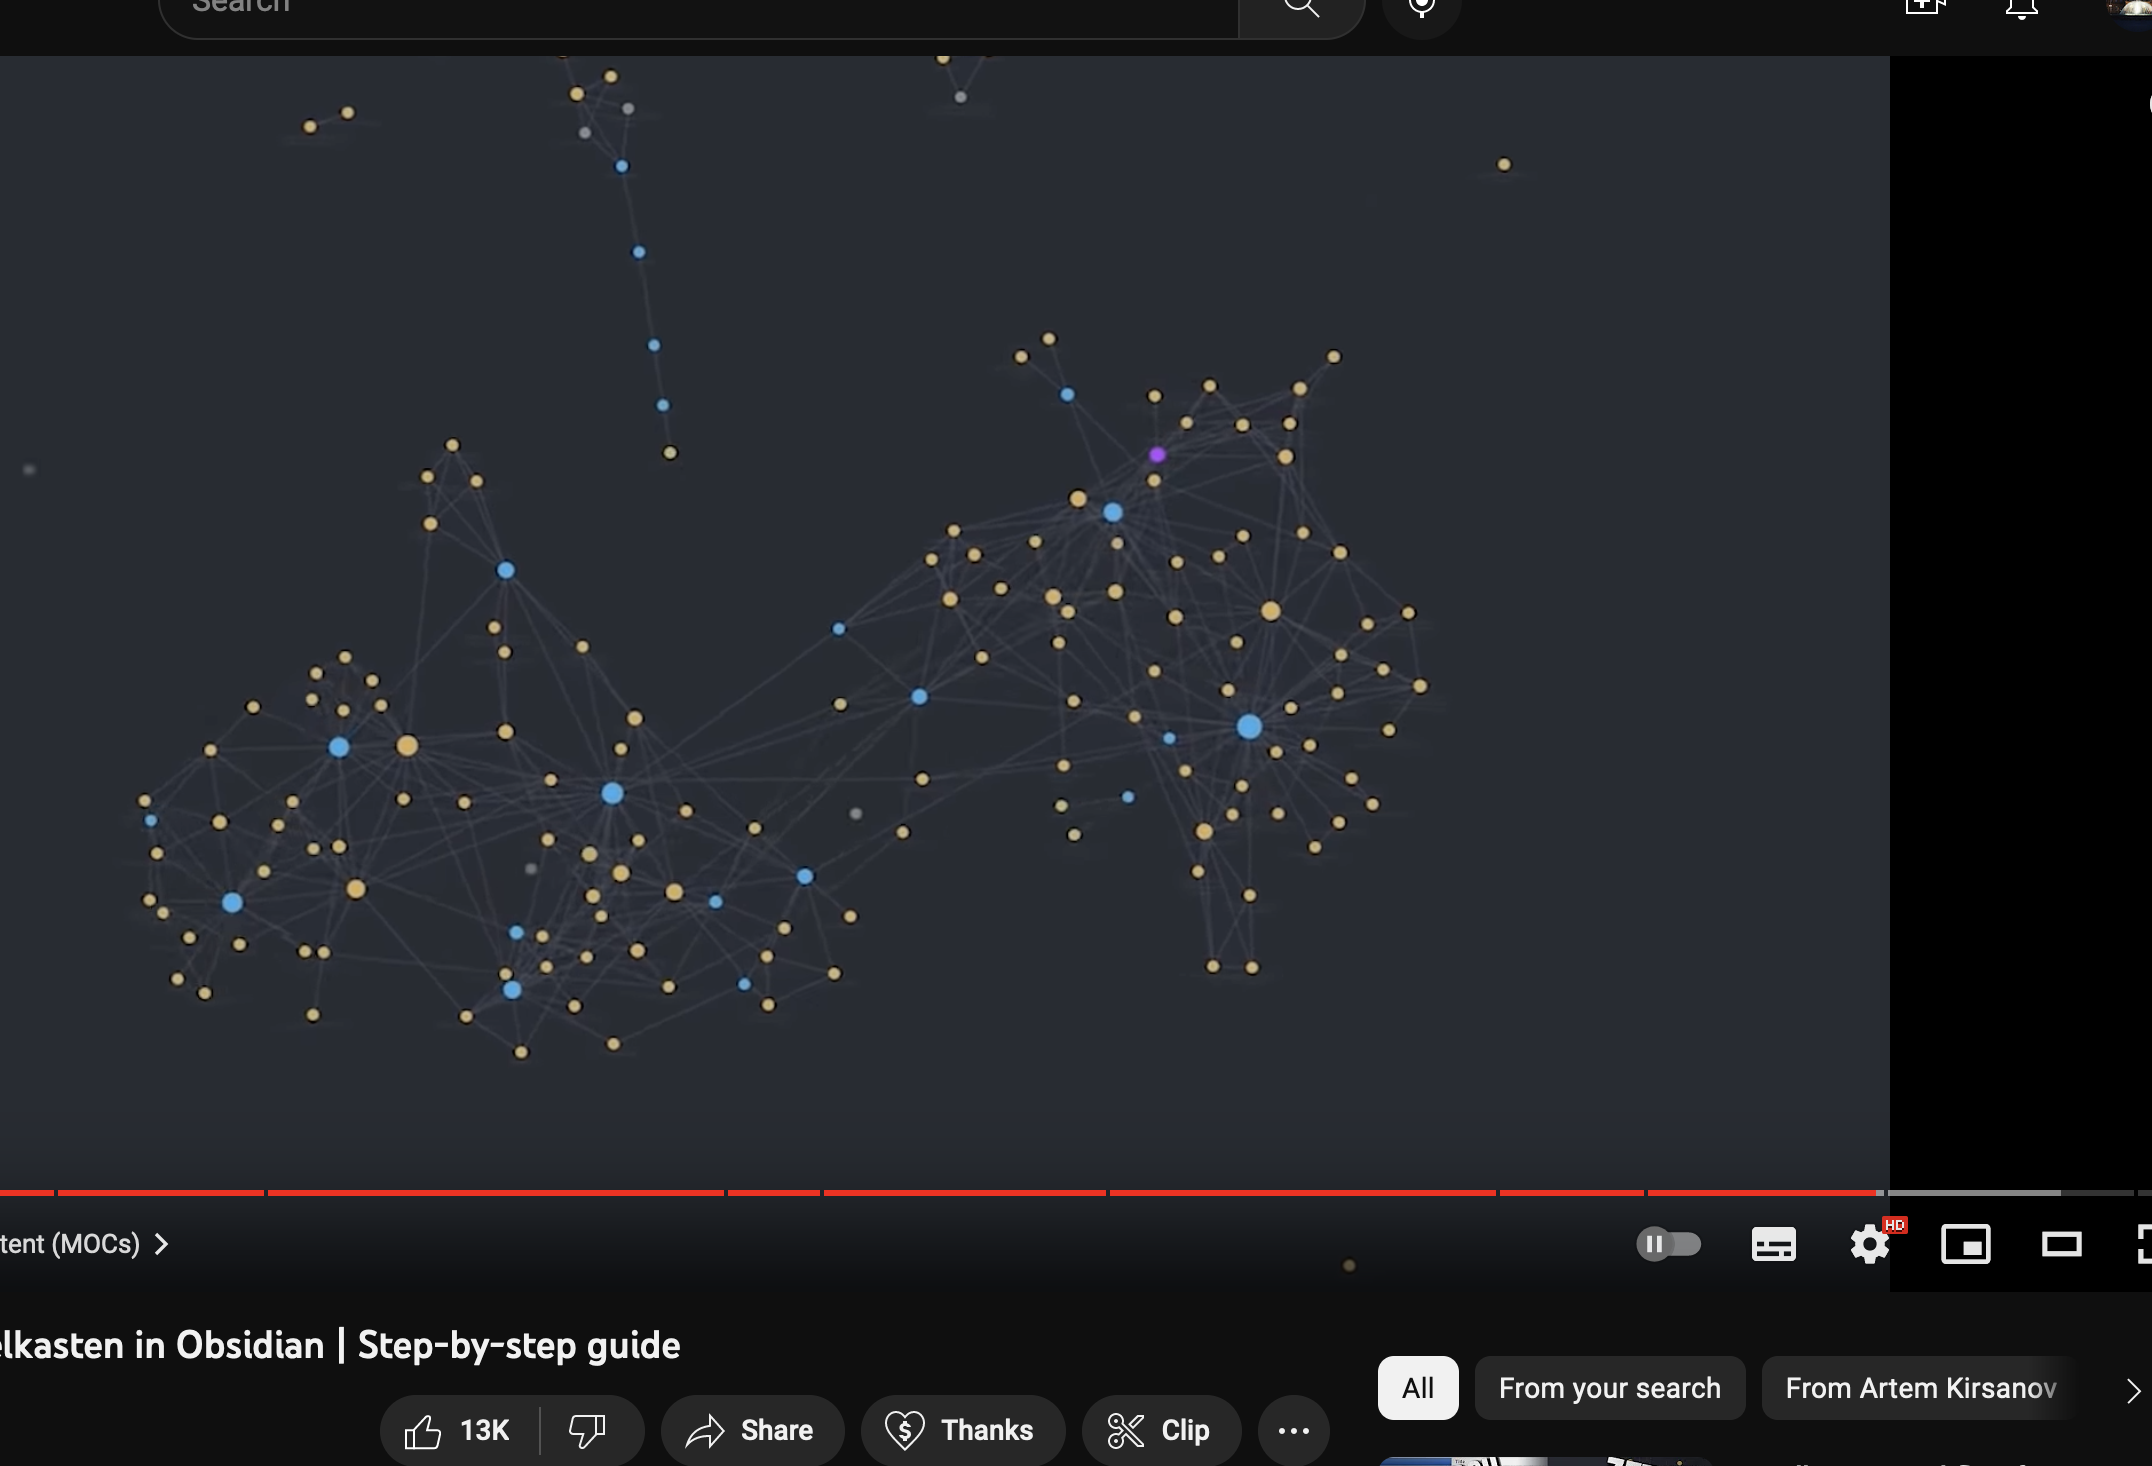 Search
tent (MOCs)
HD
elkasten in Obsidian | Step-by-step guide
13K
Share
Thanks
Clip
All
From your search
From Artem Kirsanov